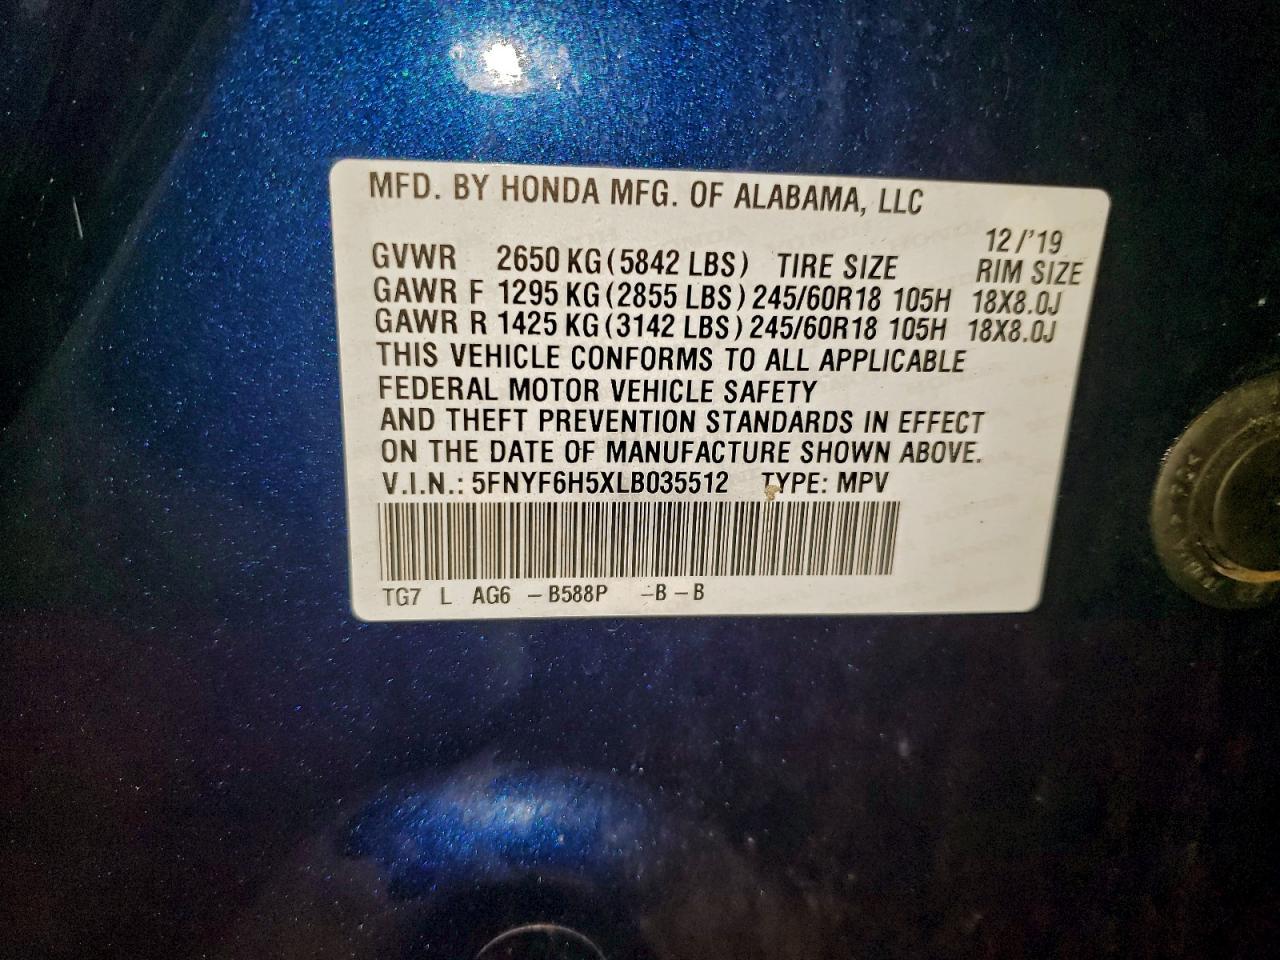 MFD. BY HONDA MFG. OF ALABAMA, LLC
12/'19
GVWR 2650 KG (5842 LBS) TIRE SIZE RIM SIZE
GAWR F 1295 KG (2855 LBS) 245/60R18 105H 18X8.0J
GAWR R 1425 KG (3142 LBS) 245/60R18 105H 18X8.0J
THIS VEHICLE CONFORMS TO ALL APPLICABLE
FEDERAL MOTOR VEHICLE SAFETY
AND THEFT PREVENTION STANDARDS IN EFFECT
ON THE DATE OF MANUFACTURE SHOWN ABOVE.
V.I.N.: 5FNYF6H5XLB035512 TYPE: MPV
TG7 L AG6 - B588P -B - B